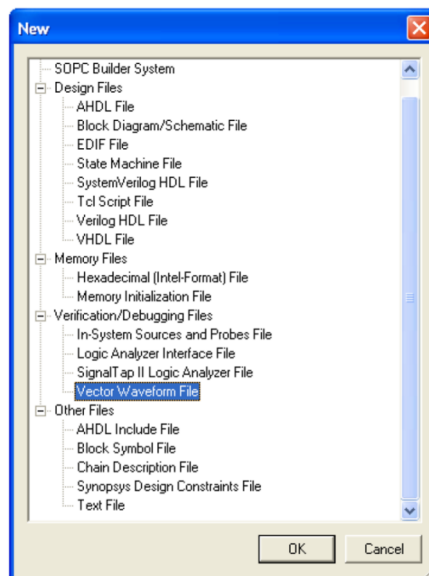 New
SOPC Builder System
Design Files
AHDL File
Block Diagram/Schematic File
EDIF File
State Machine File
SystemVerilog HDL File
Tcl Script File
Verilog HDL File
VHDL File
Memory Files
Hexadecimal (Intel-Format) File
Memory Initialization File
Verification/Debugging Files
In-System Sources and Probes File
Logic Analyzer Interface File
SignalTap II Logic Analyzer File
Vector Waveform File
Other Files
AHDL Include File
Block Symbol File
Chain Description File
Synopsys Design Constraints File
Text File
OK Cancel